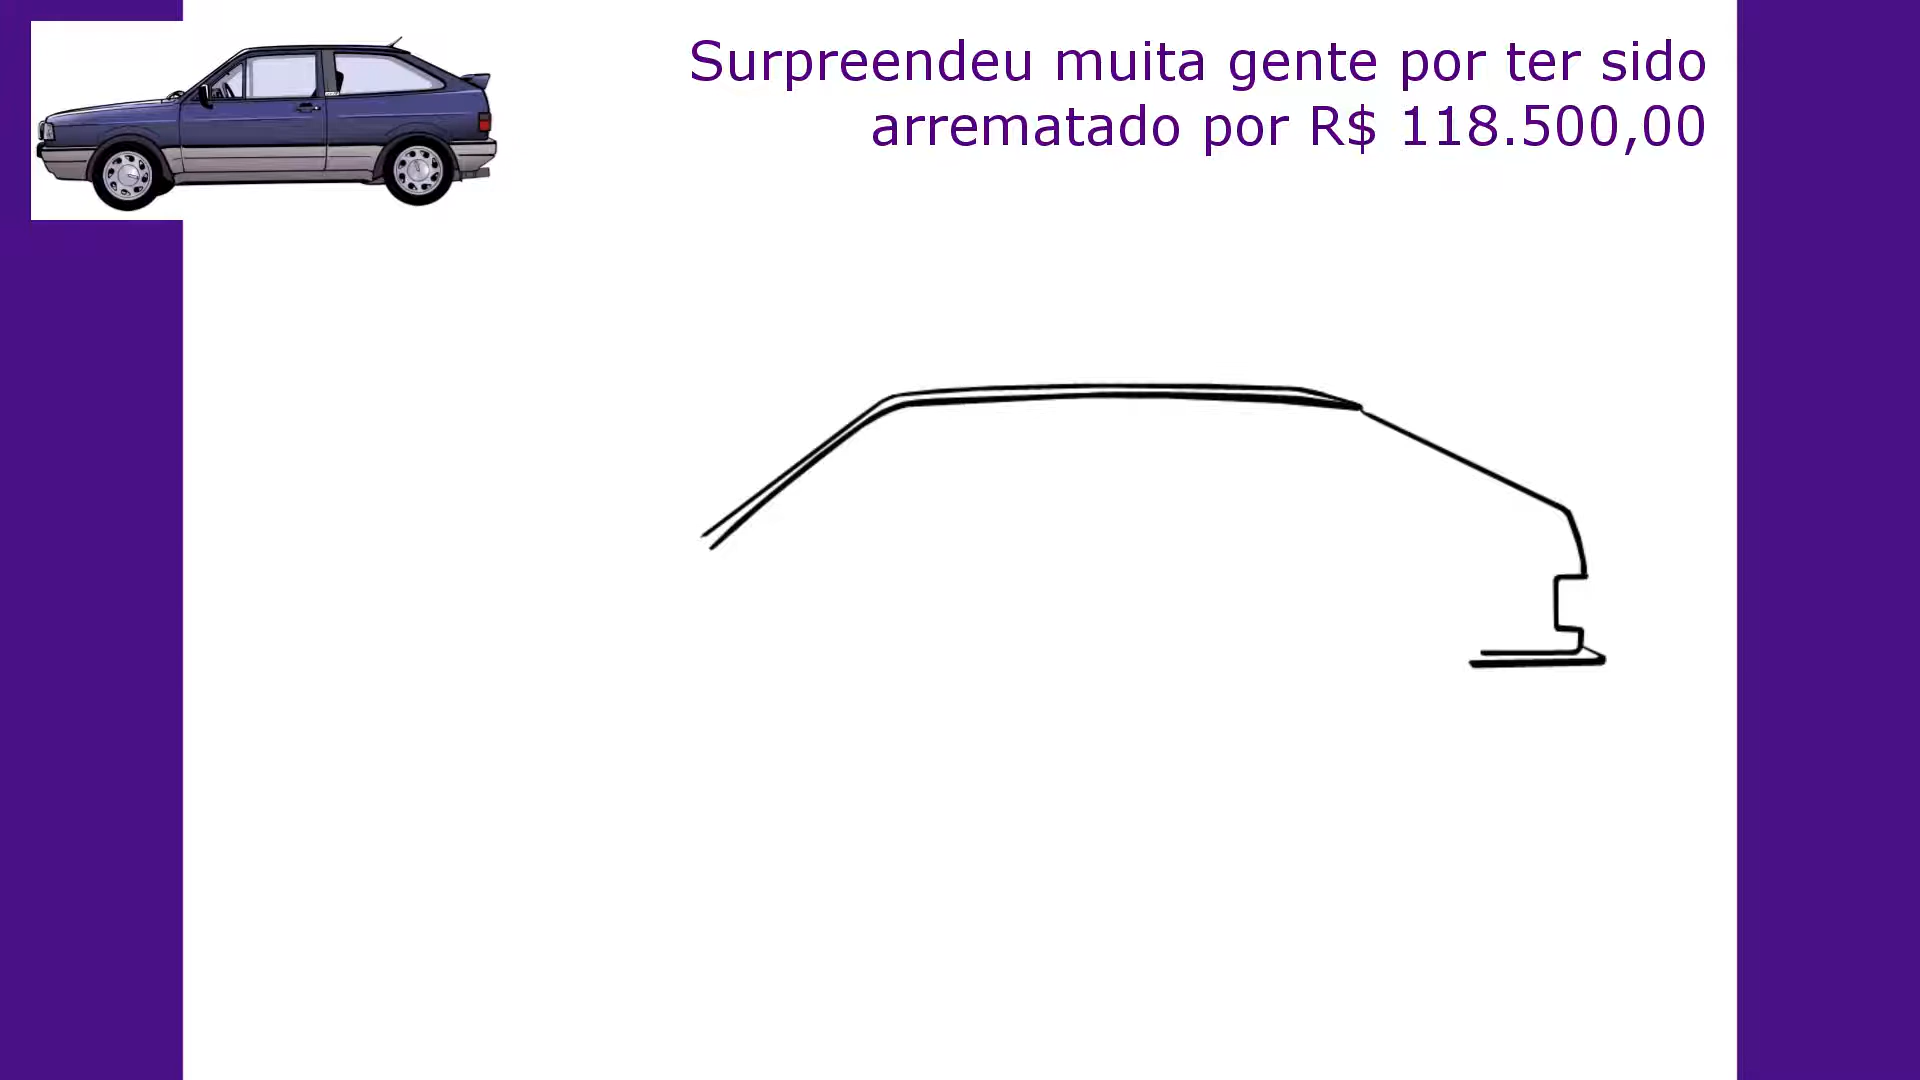 Surpreendeu muita gente por ter sido
arrematado por R$ 118.500,00